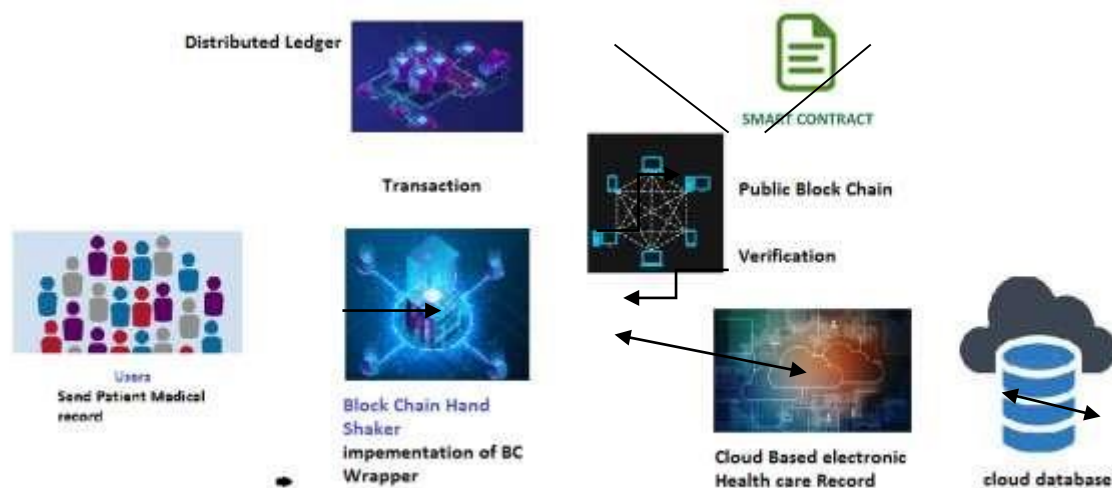 Distributed Ledger
SMART CONTRACT
Transaction
Public Block Chain
Verification
Users
Send Patient Medical
record
Block Chain Hand
Shaker
impementation of BC
Wrapper
Cloud Based electronic
Health care Record
cloud database